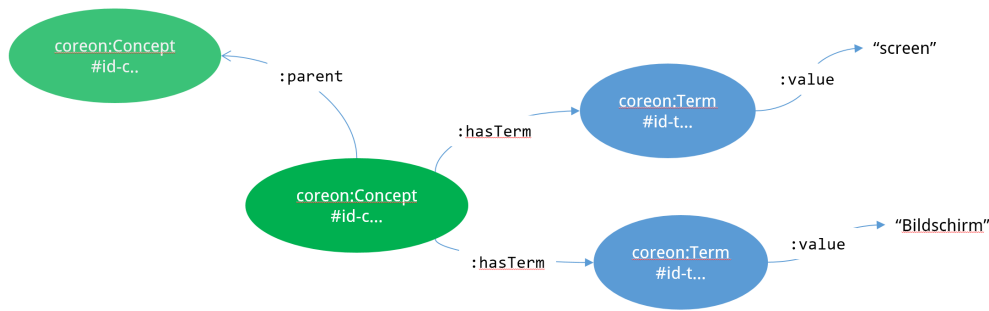 coreon:Concept
#id-c..
:parent
coreon:Concept
#id-c...
:hasTerm
coreon:Term
#id-t...
:value
“screen”
:hasTerm
coreon:Term
#id-t...
:value
“Bildschirm”